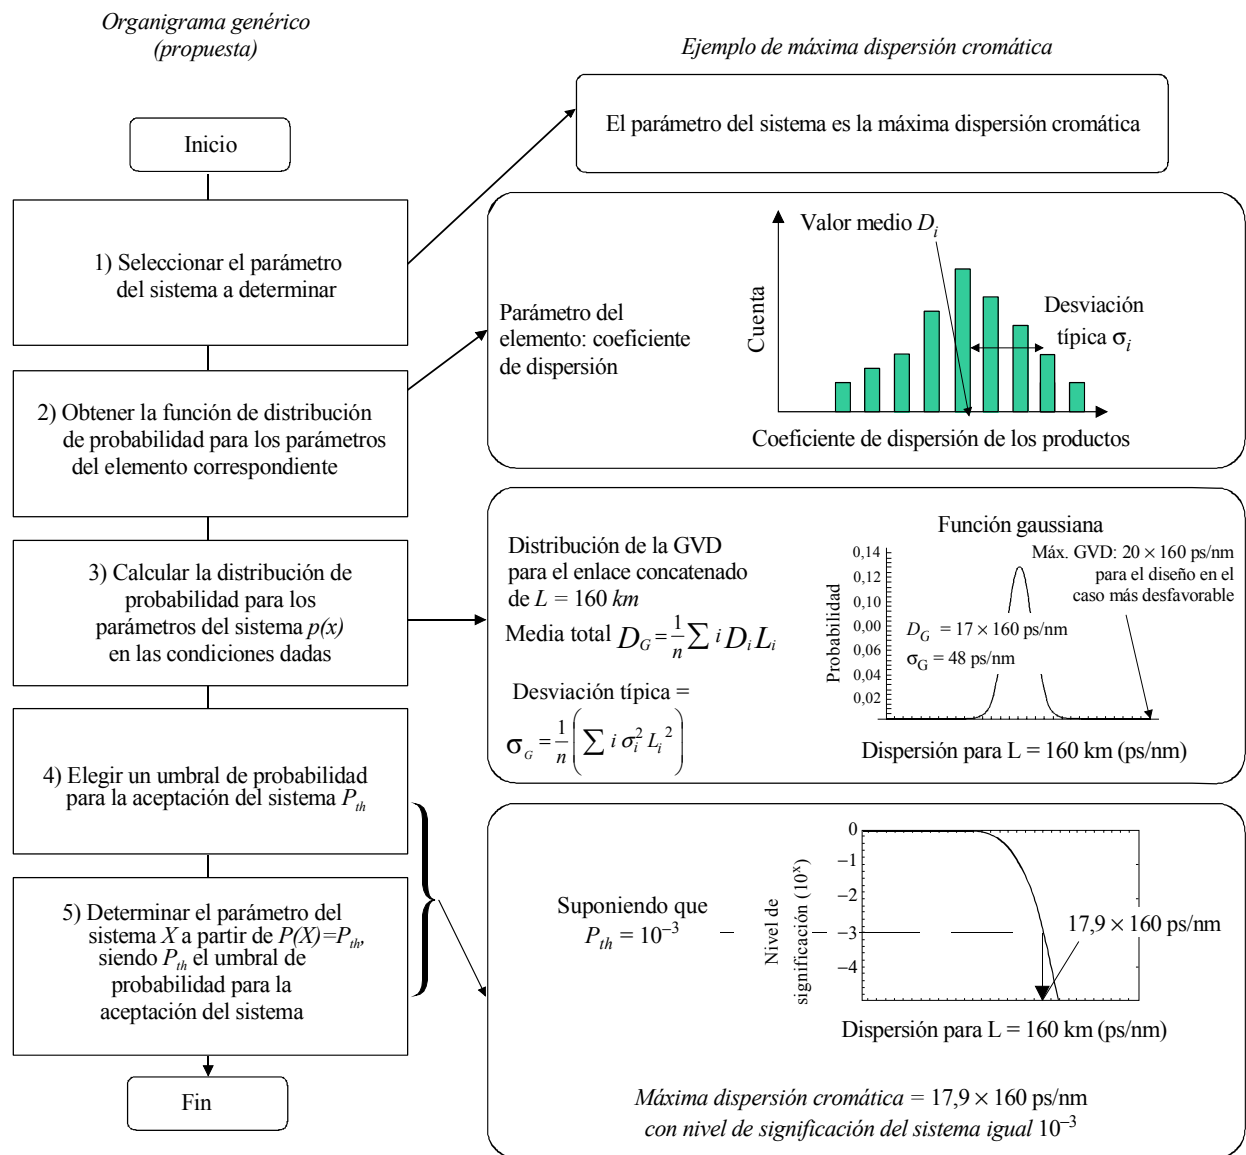 Organigrama genérico
(propuesta)
Ejemplo de máxima dispersión cromática
Inicio
El parámetro del sistema es la máxima dispersión cromática
1) Seleccionar el parámetro
del sistema a determinar
Parámetro del
elemento: coeficiente
de dispersión
Valor medio D_i
Cuenta
Desviación
típica σ_i
Coeficiente de dispersión de los productos
2) Obtener la función de distribución
de probabilidad para los parámetros
del elemento correspondiente
3) Calcular la distribución de
probabilidad para los
parámetros del sistema p(x)
en las condiciones dadas
Distribución de la GVD
para el enlace concatenado
de L = 160 km
Media total D_G = 1/n ∑ i D_i L_i
Desviación típica =
σ_G = 1/n (∑ i σ_i^2 L_i^2)
Función gaussiana
Máx. GVD: 20 × 160 ps/nm
para el diseño en el
caso más desfavorable
Probabilidad
0,14
0,12
0,10
0,00
0,06
0,04
0,02
D_G = 17 × 160 ps/nm
σ_G = 48 ps/nm
Dispersión para L = 160 km (ps/nm)
4) Elegir un umbral de probabilidad
para la aceptación del sistema P_th
5) Determinar el parámetro del
sistema X a partir de P(X)=P_th,
siendo P_th el umbral de
probabilidad para la
aceptación del sistema
Suponiendo que
P_th = 10^–3
Nivel de
significación (10^x)
0
–1
–2
–3
–4
17,9 × 160 ps/nm
Dispersión para L = 160 km (ps/nm)
Máxima dispersión cromática = 17,9 × 160 ps/nm
con nivel de significación del sistema igual 10^–3
Fin